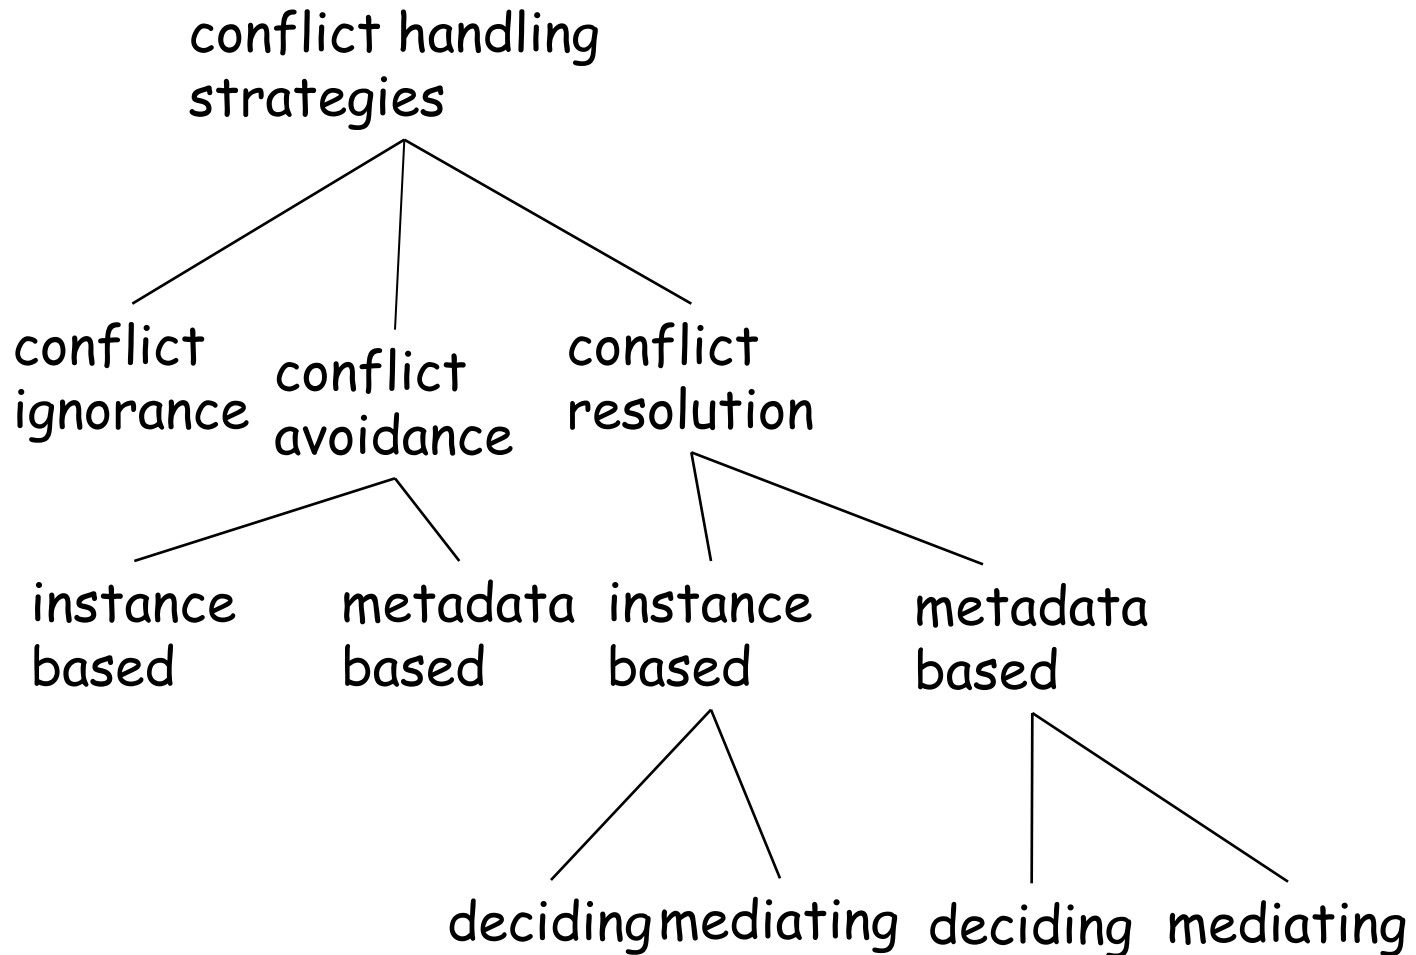 conflict handling
strategies
conflict
ignorance
conflict
avoidance
conflict
resolution
instance
based
metadata
based
instance
based
metadata
based
deciding
mediating
deciding
mediating